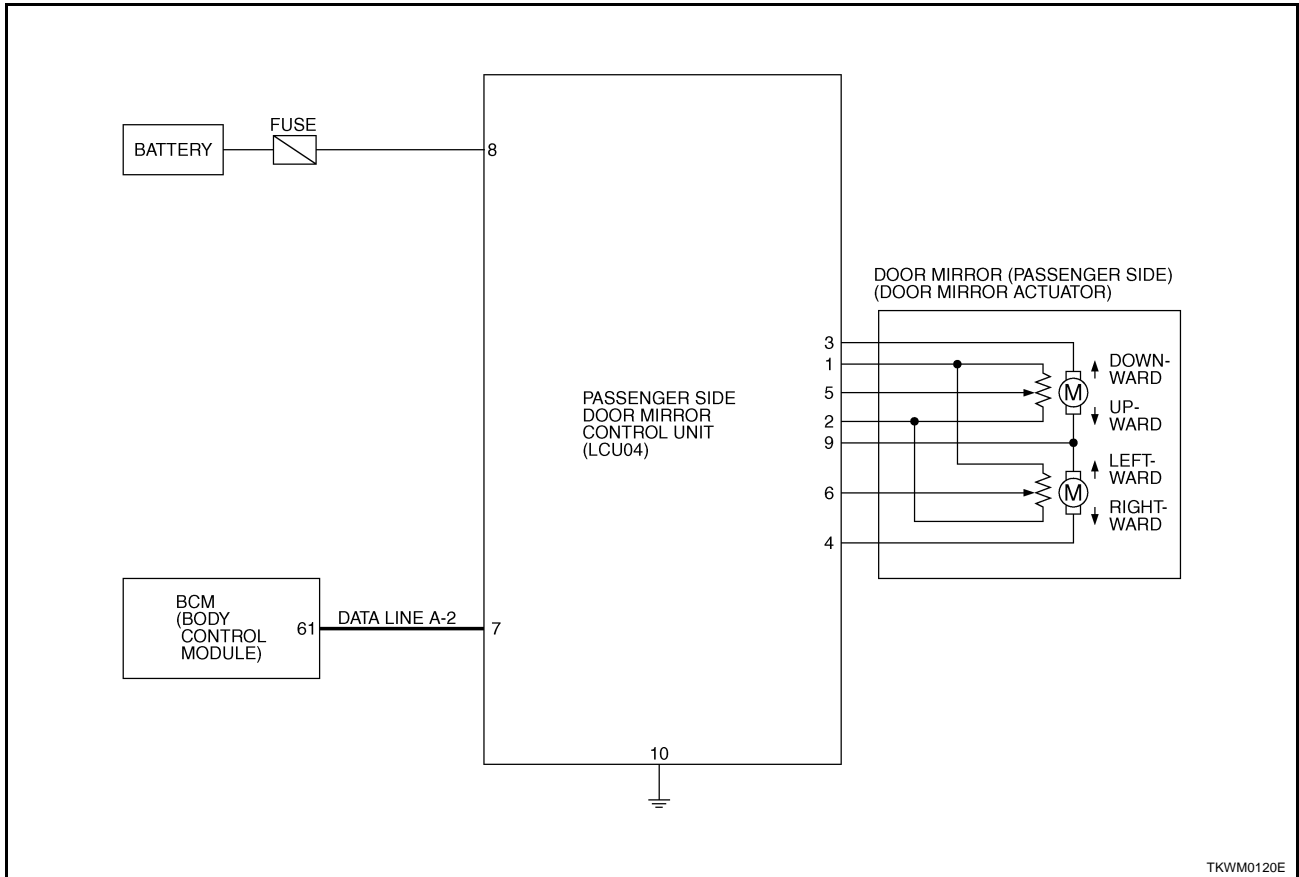 BATTERY
FUSE
8
DOOR MIRROR (PASSENGER SIDE)
(DOOR MIRROR ACTUATOR)
3
1
5
2
9
6
4
DOWN-
WARD
UP-
WARD
LEFT-
WARD
RIGHT-
WARD
M
M
PASSENGER SIDE
DOOR MIRROR
CONTROL UNIT
(LCU04)
BCM
(BODY
CONTROL
MODULE)
61
DATA LINE A-2
7
10
TKWM0120E